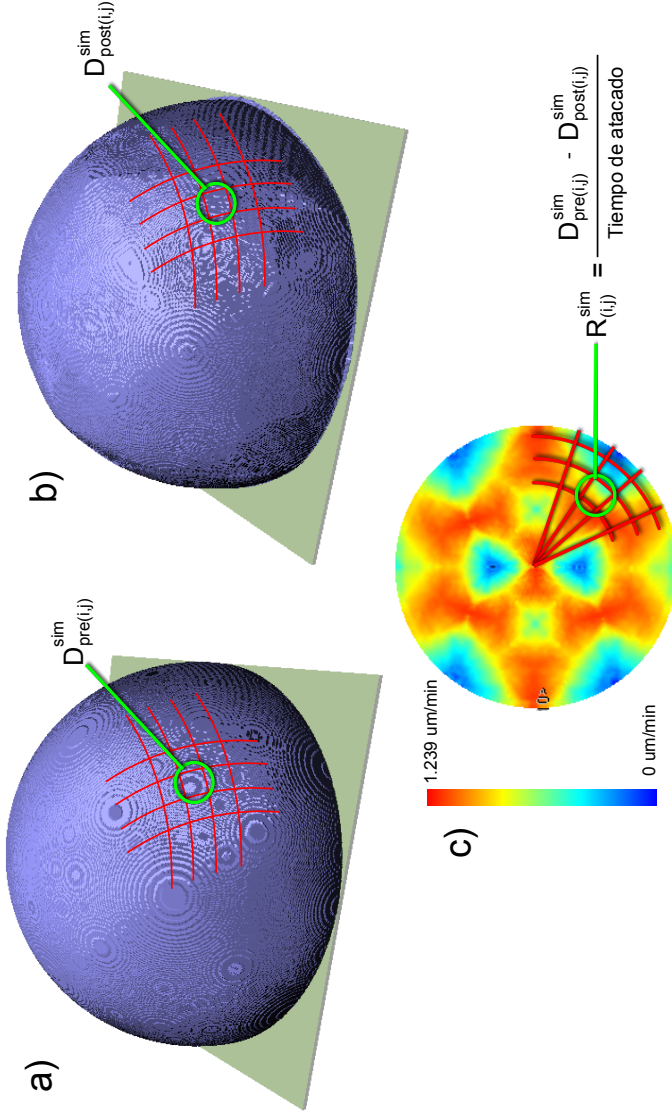 a)
D^sim_pre(i,j)
b)
D^sim_post(i,j)
c)
1.239 um/min
0 um/min
R^sim_(i,j) =
D^sim_pre(i,j) - D^sim_post(i,j)
Tiempo de atacado